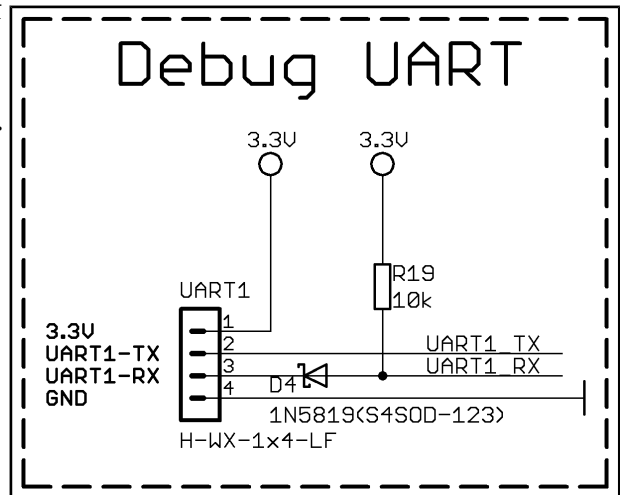 Debug UART
3.3V 3.3V
R19
10k
UART1
3.3V 1
UART1-TX 2 UART1_TX
UART1-RX 3 D4 UART1_RX
GND 4
1N5819(S4SOD-123)
H-WX-1x4-LF